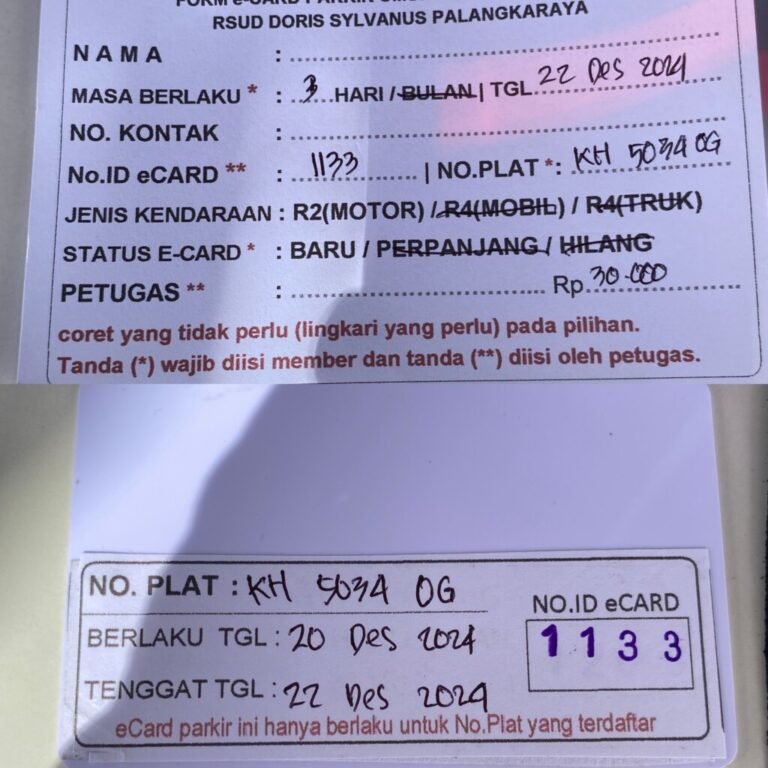 FORM e-CARD PARKIR
RSUD DORIS SYLVANUS PALANGKARAYA
NAMA :
MASA BERLAKU * : 3 HARI / BULAN | TGL 22 Des 2024
NO. KONTAK :
No.ID eCARD ** : 1133 | NO.PLAT *: KH 5034 OG
JENIS KENDARAAN : R2(MOTOR) / R4(MOBIL) / R4(TRUK)
STATUS E-CARD * : BARU / PERPANJANG / HILANG
PETUGAS ** : Rp 30.000
coret yang tidak perlu (lingkari yang perlu) pada pilihan.
Tanda (*) wajib diisi member dan tanda (**) diisi oleh petugas.
NO. PLAT : KH 5034 OG
BERLAKU TGL : 20 Des 2024
TENGGAT TGL : 22 Des 2024
NO.ID eCARD
1133
eCard parkir ini hanya berlaku untuk No.Plat yang terdaftar